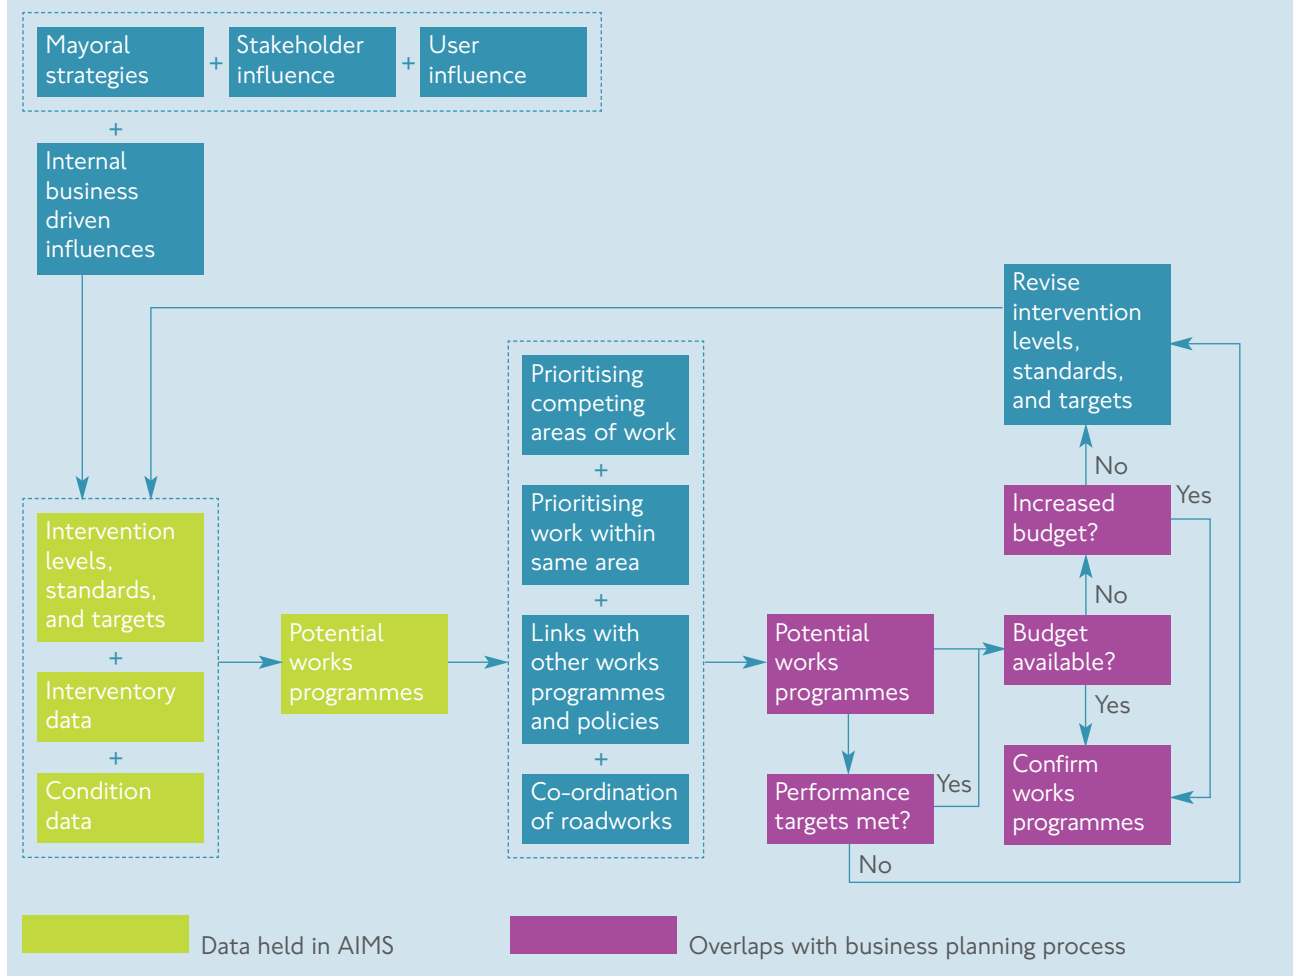 Mayoral
strategies
+
Stakeholder
influence
+
User
influence
+
Internal
business
driven
influences
Revise
intervention
levels,
standards,
and targets
Prioritising
competing
areas of work
+
Prioritising
work within
same area
+
Links with
other works
programmes
and policies
+
Co-ordination
of roadworks
No
Increased
budget?
Yes
No
Intervention
levels,
standards,
and targets
+
Interventory
data
+
Condition
data
Potential
works
programmes
Potential
works
programmes
Budget
available?
Yes
Performance
targets met?
Yes
No
Confirm
works
programmes
Data held in AIMS
Overlaps with business planning process